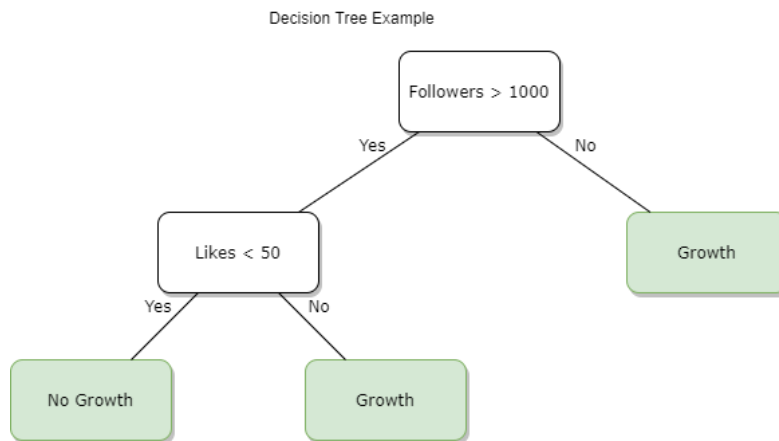 Decision Tree Example
Followers > 1000
Yes
No
Likes < 50
Growth
Yes
No
No Growth
Growth